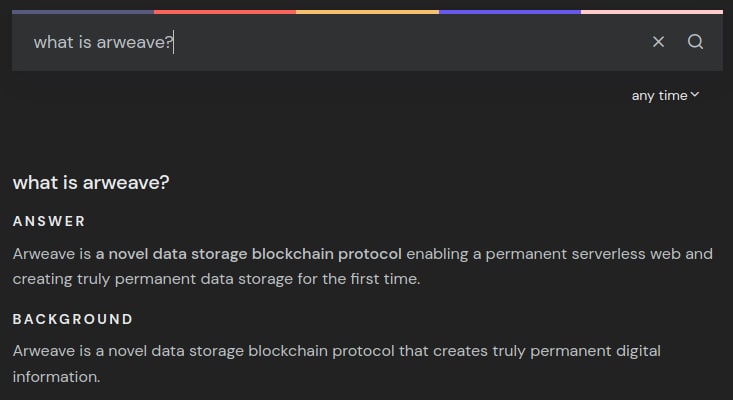 what is arweave?
any time
what is arweave?
ANSWER
Arweave is a novel data storage blockchain protocol enabling a permanent serverless web and
creating truly permanent data storage for the first time.
BACKGROUND
Arweave is a novel data storage blockchain protocol that creates truly permanent digital
information.